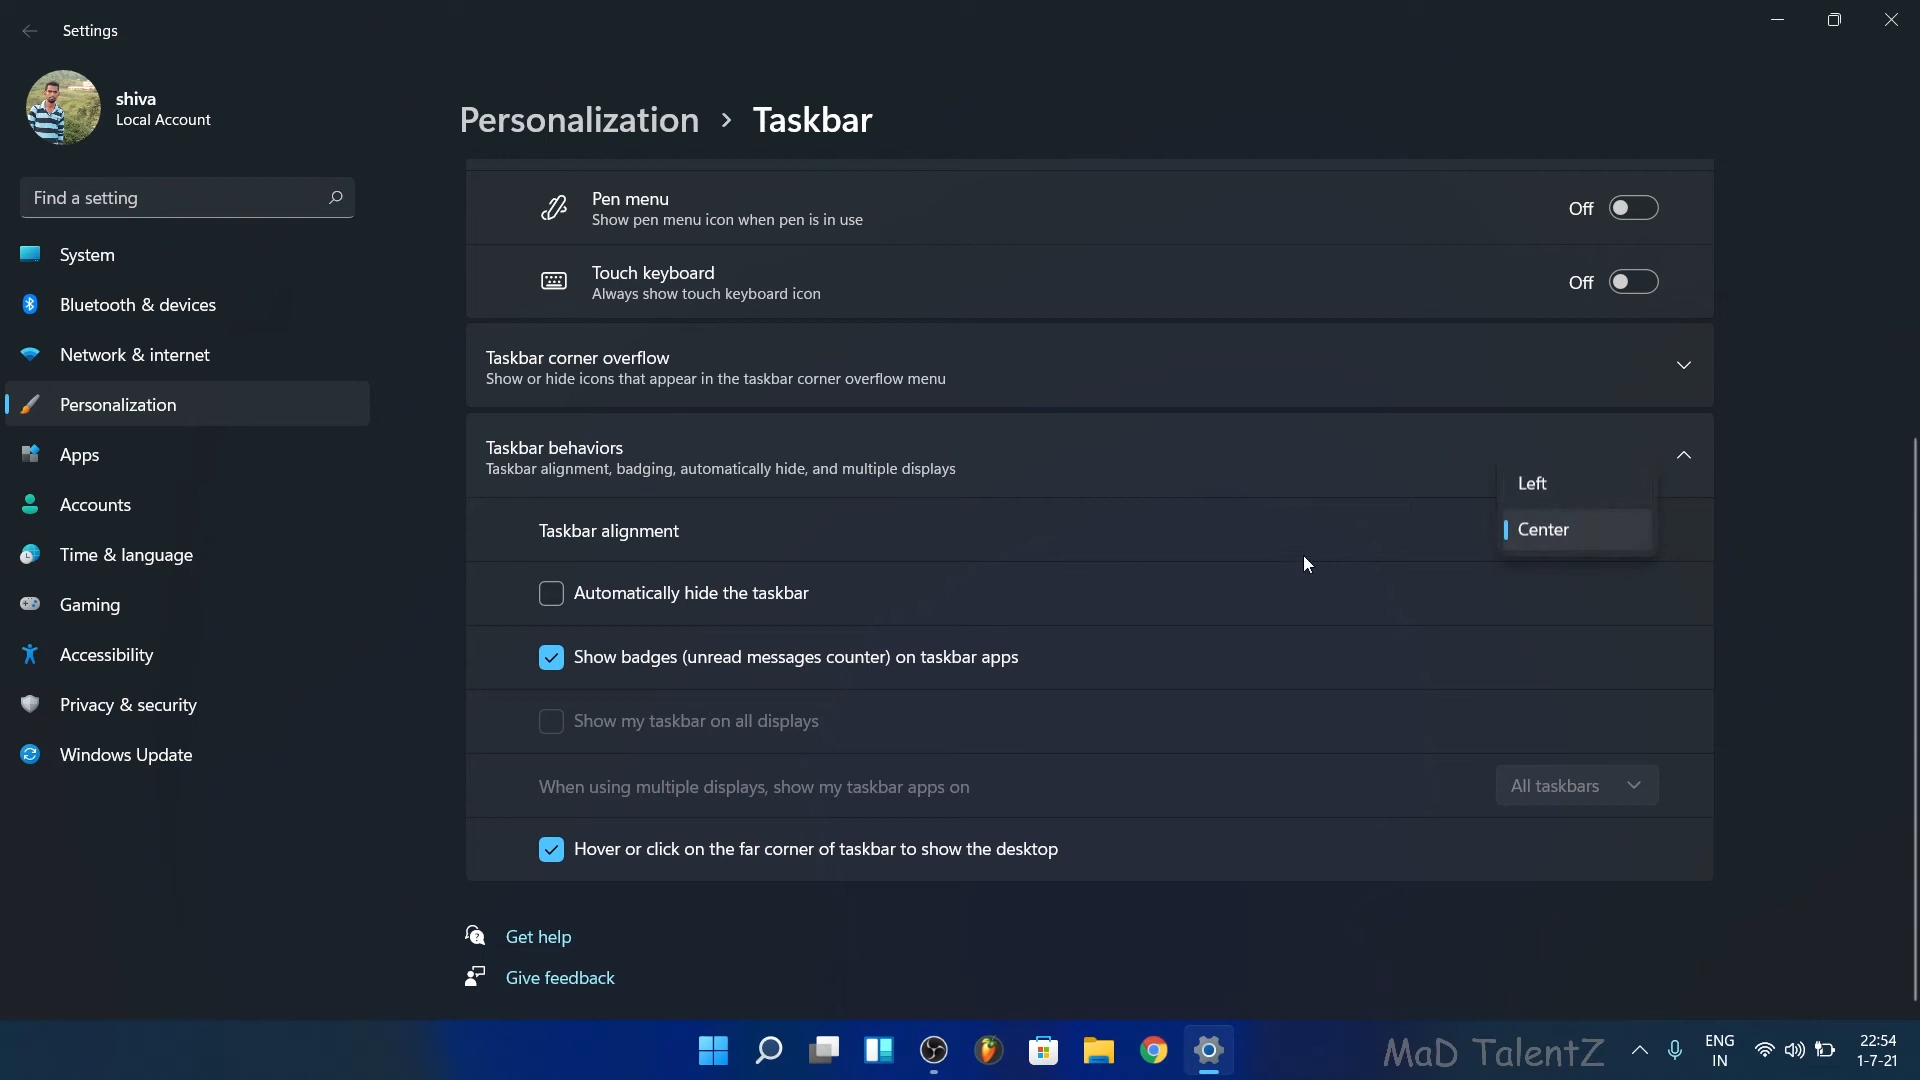 Settings
shiva
Local Account
Find a setting
System
Bluetooth & devices
Network & internet
Personalization
Apps
Accounts
Time & language
Gaming
Accessibility
Privacy & security
Windows Update
Personalization > Taskbar
Pen menu
Show pen menu icon when pen is in use
Off
Touch keyboard
Always show touch keyboard icon
Off
Taskbar corner overflow
Show or hide icons that appear in the taskbar corner overflow menu
Taskbar behaviors
Taskbar alignment, badging, automatically hide, and multiple displays
Left
Taskbar alignment
Center
Automatically hide the taskbar
Show badges (unread messages counter) on taskbar apps
Show my taskbar on all displays
When using multiple displays, show my taskbar apps on
All taskbars
Hover or click on the far corner of taskbar to show the desktop
Get help
Give feedback
MaD TalentZ
ENG
IN
22:54
1-7-21